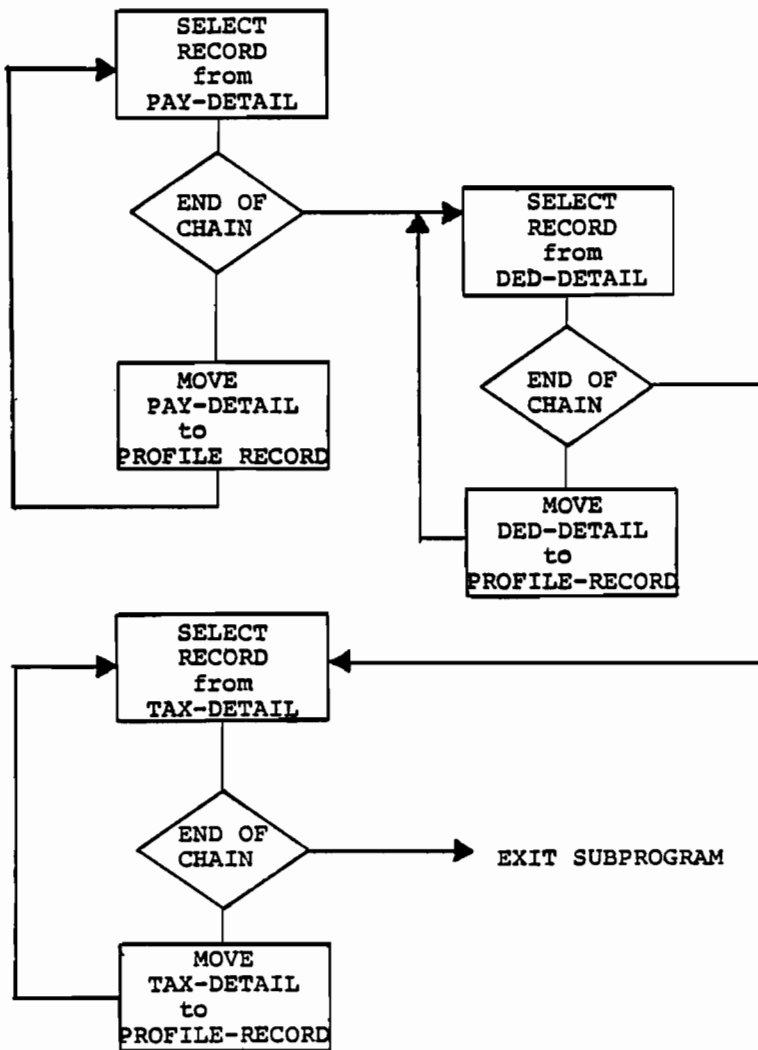 SELECT
RECORD
from
PAY-DETAIL
END OF
CHAIN
MOVE
PAY-DETAIL
to
PROFILE RECORD
SELECT
RECORD
from
DED-DETAIL
END OF
CHAIN
MOVE
DED-DETAIL
to
PROFILE-RECORD
SELECT
RECORD
from
TAX-DETAIL
END OF
CHAIN
EXIT SUBPROGRAM
MOVE
TAX-DETAIL
to
PROFILE-RECORD